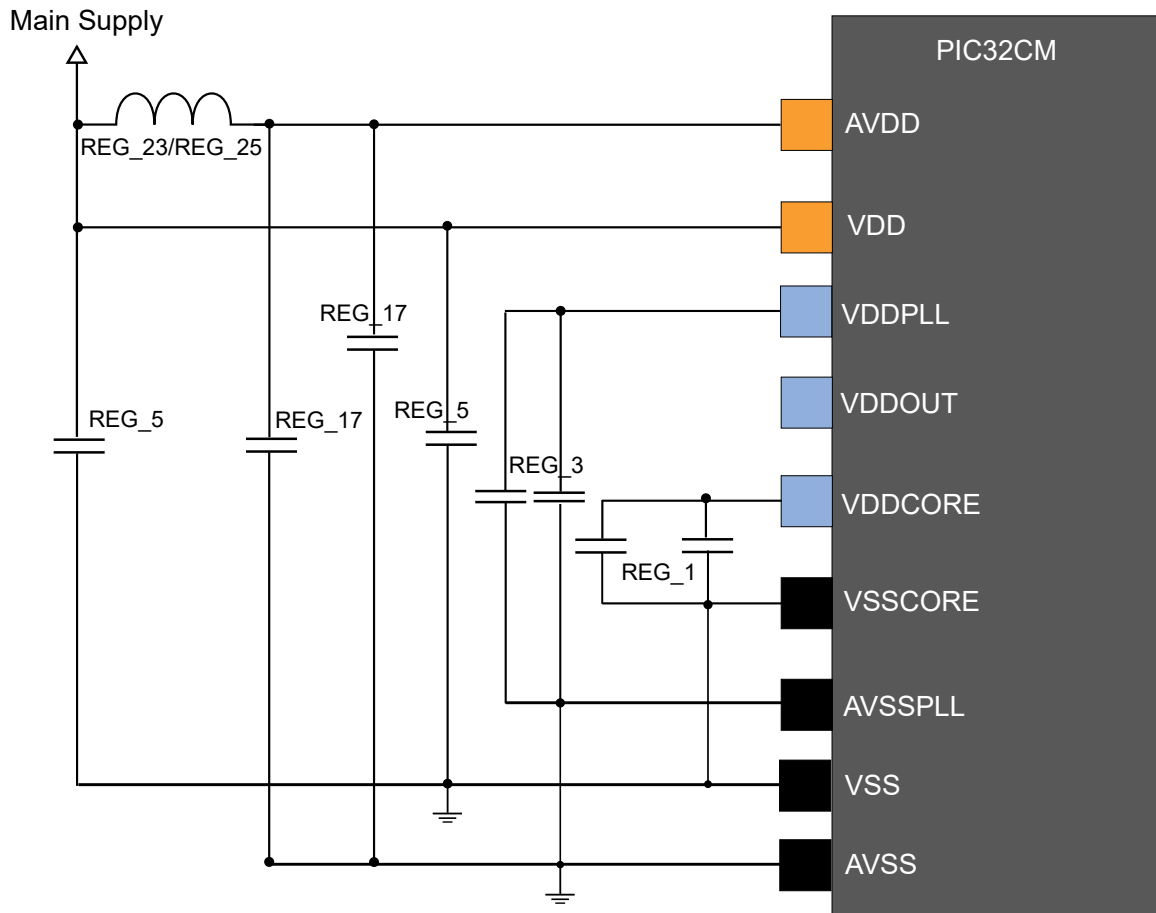 Main Supply
PIC32CM
AVDD
REG_23/REG_25
VDD
REG_17
VDDPLL
VDDOUT
REG_5
REG_17
REG_5
REG_3
VDDCORE
REG_1
VSSCORE
AVSSPLL
VSS
AVSS